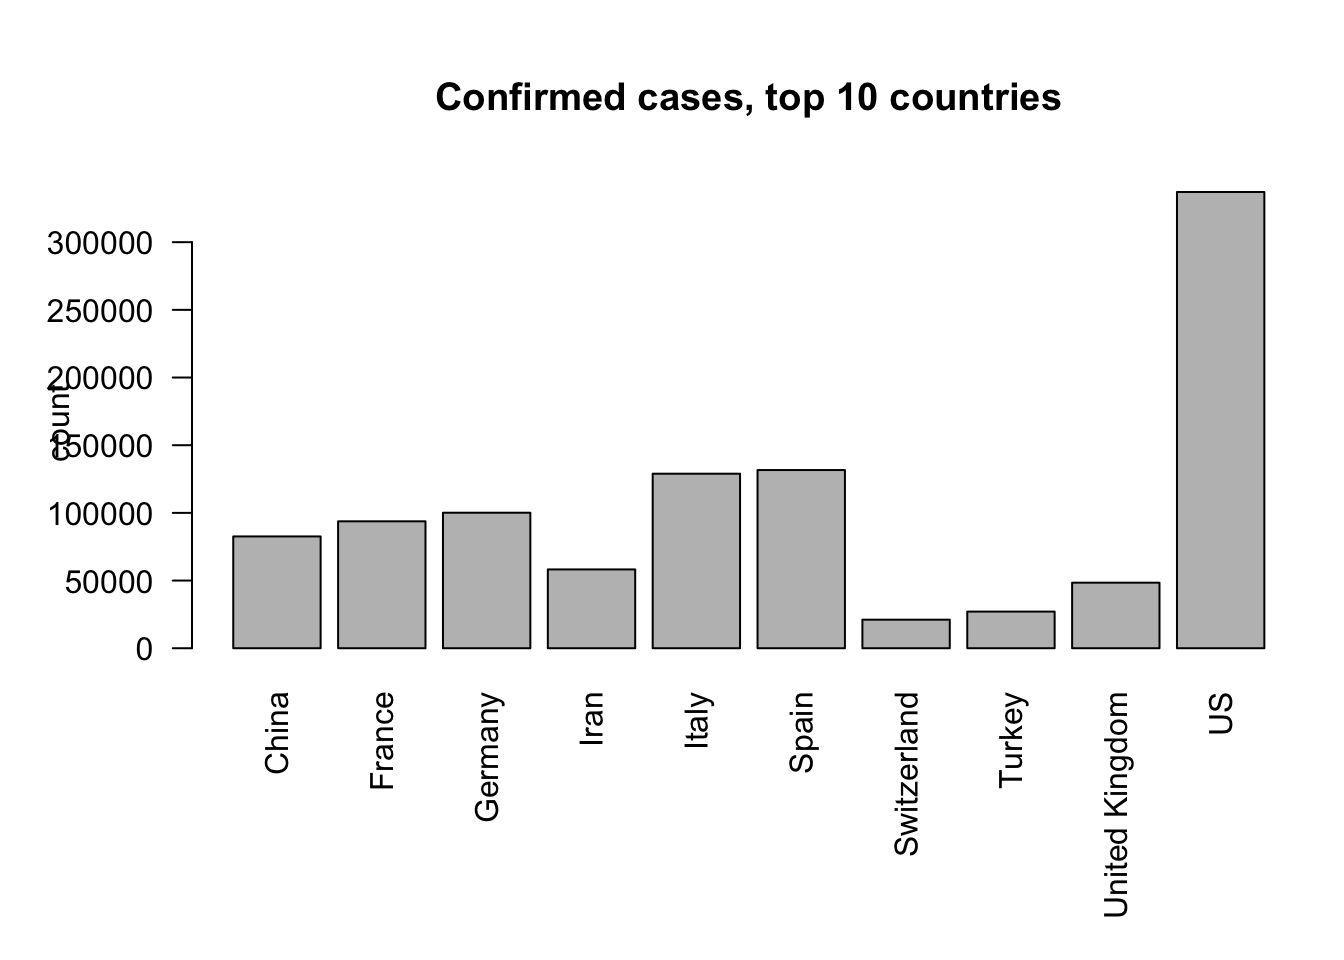 Confirmed cases, top 10 countries
300000
250000
200000
150000
100000
50000
0
count
China
France
Germany
Iran
Italy
Spain
Switzerland
Turkey
United Kingdom
US